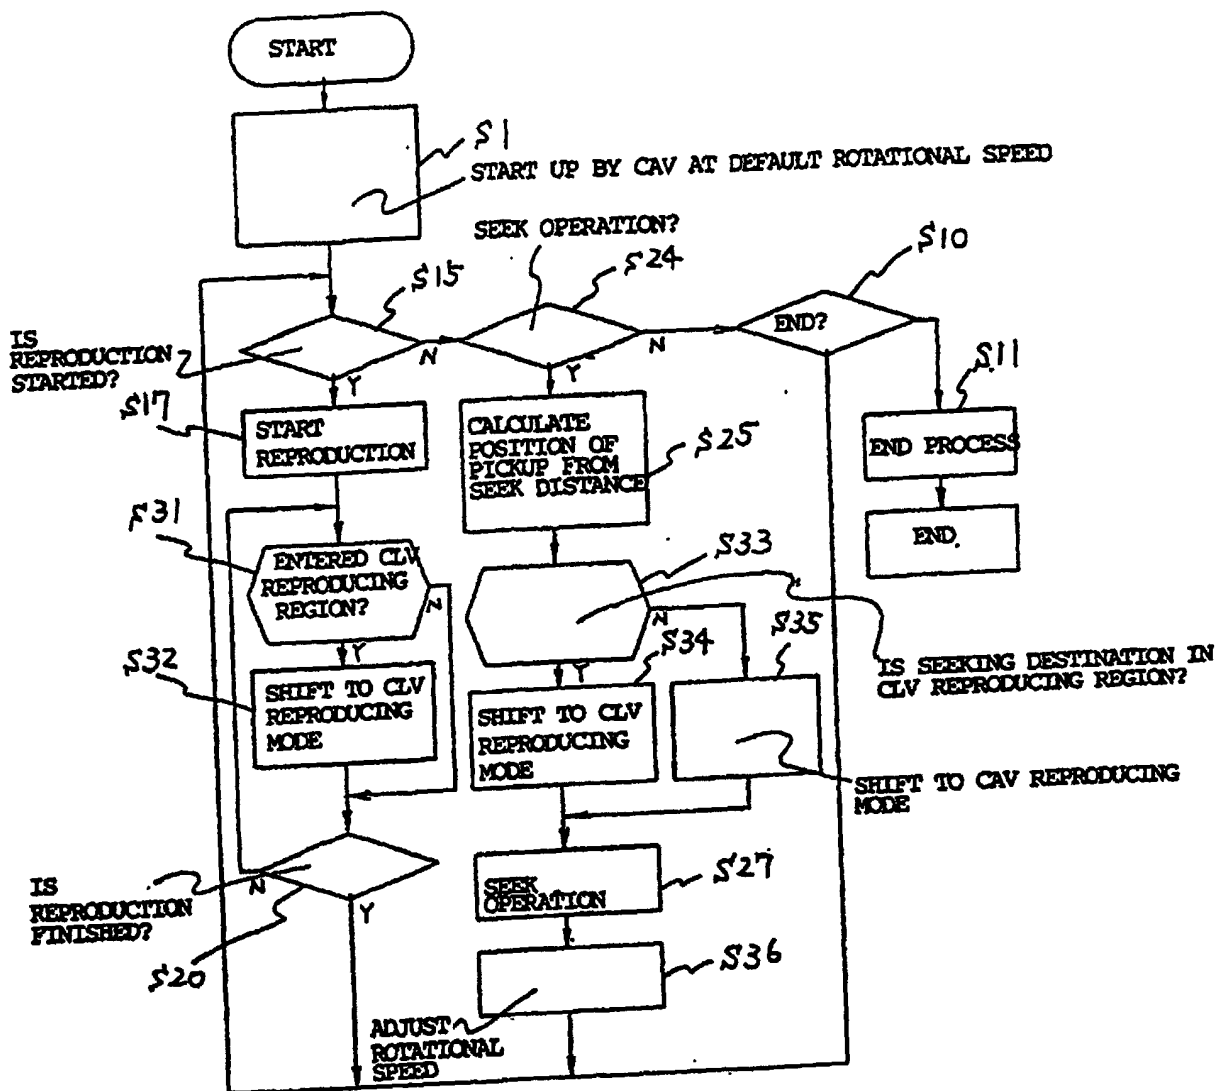 START
S1
START UP BY CAV AT DEFAULT ROTATIONAL SPEED
SEEK OPERATION?
S15
S24
S10
IS
REPRODUCTION
STARTED?
N
N
END?
Y
Y
S17
START
REPRODUCTION
CALCULATE
POSITION OF
PICKUP FROM
SEEK DISTANCE
S25
S11
END PROCESS
END.
S31
ENTERED CLV
REPRODUCING
REGION?
N
Y
S33
N
Y
S35
IS SEEKING DESTINATION IN
CLV REPRODUCING REGION?
S32
SHIFT TO CLV
REPRODUCING
MODE
S34
SHIFT TO CLV
REPRODUCING
MODE
SHIFT TO CAV REPRODUCING
MODE
IS
REPRODUCTION
FINISHED?
N
Y
S20
SEEK
OPERATION
S27
S36
ADJUST
ROTATIONAL
SPEED